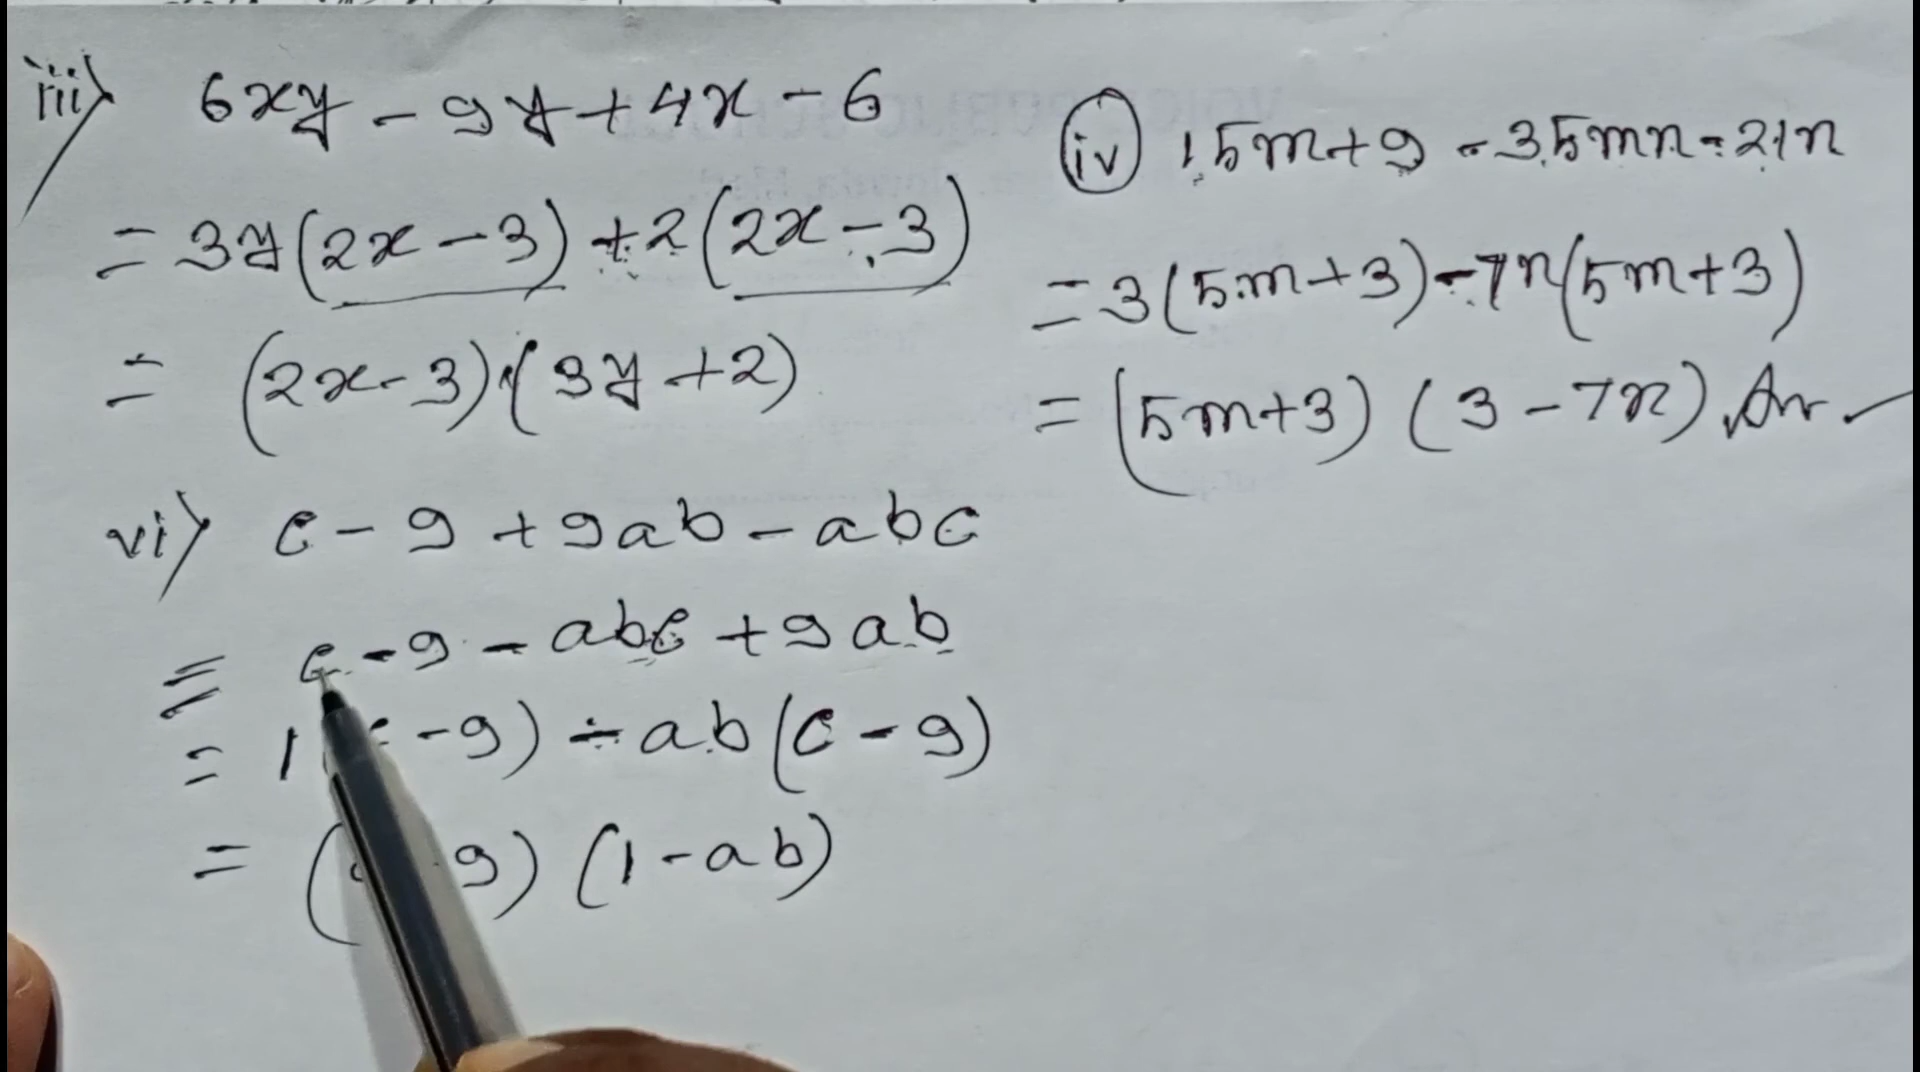 iii) 6xy - 9y + 4x - 6
= 3y(2x - 3) + 2(2x - 3)
= (2x - 3)(3y + 2)
iv) 15m + 9 - 35mn - 21n
= 3(5m + 3) - 7n(5m + 3)
= (5m + 3) (3 - 7n) Ans
vi) c - 9 + 9ab - abc
= c - 9 - abc + 9ab
= 1 - 9) - ab(c - 9)
= ( 9) (1 - ab)